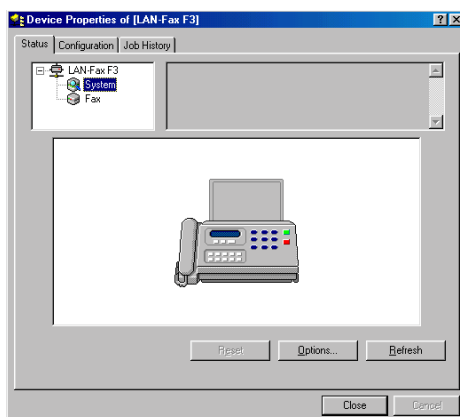 Device Properties of [LAN-Fax F3]
Status Configuration Job History
LAN-Fax F3
System
Fax
Reset Options... Refresh
Close Cancel